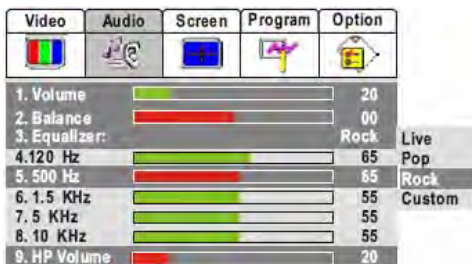 Video Audio Screen Program Option
1. Volume 20
2. Balance 00
3. Equalizer: Rock
4.120 Hz 65
5. 500 Hz 65
6. 1.5 KHz 55
7. 5 KHz 55
8. 10 KHz 55
9. HP Volume 20
Live
Pop
Rock
Custom